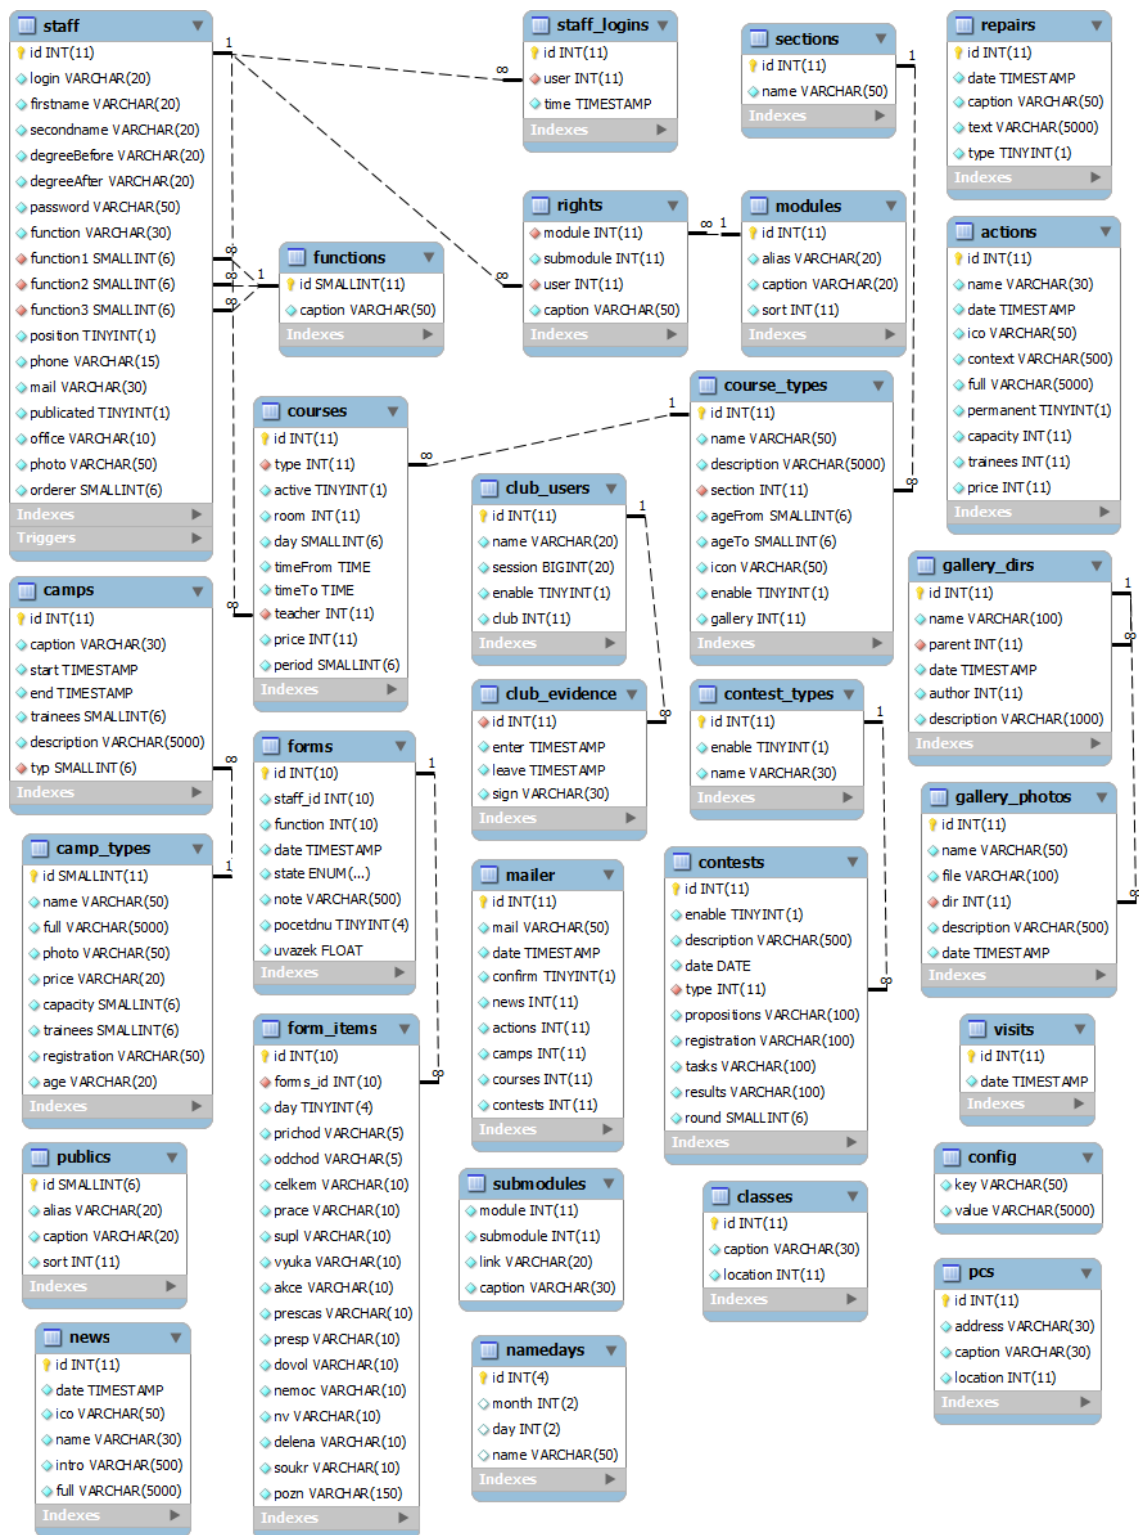 staff
id INT(11)
login VARCHAR(20)
firstname VARCHAR(20)
secondname VARCHAR(20)
degreeBefore VARCHAR(20)
degreeAfter VARCHAR(20)
password VARCHAR(50)
function VARCHAR(30)
function1 SMALLINT(6)
function2 SMALLINT(6)
function3 SMALLINT(6)
position TINYINT(1)
phone VARCHAR(15)
mail VARCHAR(30)
publicated TINYINT(1)
office VARCHAR(10)
photo VARCHAR(50)
orderer SMALLINT(6)
Indexes
Triggers
1
∞
∞
∞
1
∞
∞
∞
staff_logins
id INT(11)
user INT(11)
time TIMESTAMP
Indexes
sections
id INT(11)
name VARCHAR(50)
Indexes
1
repairs
id INT(11)
date TIMESTAMP
caption VARCHAR(50)
text VARCHAR(5000)
type TINYINT(1)
Indexes
functions
id SMALLINT(11)
caption VARCHAR(50)
Indexes
rights
module INT(11)
submodule INT(11)
user INT(11)
caption VARCHAR(50)
Indexes
∞
1
modules
id INT(11)
alias VARCHAR(20)
caption VARCHAR(20)
sort INT(11)
Indexes
actions
id INT(11)
name VARCHAR(30)
date TIMESTAMP
ico VARCHAR(50)
context VARCHAR(500)
full VARCHAR(5000)
permanent TINYINT(1)
capacity INT(11)
trainees INT(11)
price INT(11)
Indexes
courses
id INT(11)
type INT(11)
active TINYINT(1)
room INT(11)
day SMALLINT(6)
timeFrom TIME
timeTo TIME
teacher INT(11)
price INT(11)
period SMALLINT(6)
Indexes
∞
1
course_types
id INT(11)
name VARCHAR(50)
description VARCHAR(5000)
section INT(11)
ageFrom SMALLINT(6)
ageTo SMALLINT(6)
icon VARCHAR(50)
enable TINYINT(1)
gallery INT(11)
Indexes
∞
club_users
id INT(11)
name VARCHAR(20)
session BIGINT(20)
enable TINYINT(1)
club INT(11)
Indexes
1
camps
id INT(11)
caption VARCHAR(30)
start TIMESTAMP
end TIMESTAMP
trainees SMALLINT(6)
description VARCHAR(5000)
typ SMALLINT(6)
Indexes
∞
gallery_dirs
id INT(11)
name VARCHAR(100)
parent INT(11)
date TIMESTAMP
author INT(11)
description VARCHAR(1000)
Indexes
1
∞
club_evidence
id INT(11)
enter TIMESTAMP
leave TIMESTAMP
sign VARCHAR(30)
Indexes
∞
contest_types
id INT(11)
enable TINYINT(1)
name VARCHAR(30)
Indexes
1
forms
id INT(10)
staff_id INT(10)
function INT(10)
date TIMESTAMP
state ENUM(...)
note VARCHAR(500)
pocetdnu TINYINT(4)
uvazek FLOAT
Indexes
1
gallery_photos
id INT(11)
name VARCHAR(50)
file VARCHAR(100)
dir INT(11)
description VARCHAR(500)
date TIMESTAMP
Indexes
∞
camp_types
id SMALLINT(11)
name VARCHAR(50)
full VARCHAR(5000)
photo VARCHAR(50)
price VARCHAR(20)
capacity SMALLINT(6)
trainees SMALLINT(6)
registration VARCHAR(50)
age VARCHAR(20)
Indexes
1
mailer
id INT(11)
mail VARCHAR(50)
date TIMESTAMP
confirm TINYINT(1)
news INT(11)
actions INT(11)
camps INT(11)
courses INT(11)
contests INT(11)
Indexes
contests
id INT(11)
enable TINYINT(1)
description VARCHAR(500)
date DATE
type INT(11)
propositions VARCHAR(100)
registration VARCHAR(100)
tasks VARCHAR(100)
results VARCHAR(100)
round SMALLINT(6)
Indexes
∞
form_items
id INT(10)
forms_id INT(10)
day TINYINT(4)
prichod VARCHAR(5)
odchod VARCHAR(5)
celkem VARCHAR(10)
prace VARCHAR(10)
supl VARCHAR(10)
vyuka VARCHAR(10)
akce VARCHAR(10)
prescas VARCHAR(10)
presp VARCHAR(10)
dovol VARCHAR(10)
nemoc VARCHAR(10)
nv VARCHAR(10)
delena VARCHAR(10)
soukr VARCHAR(10)
pozn VARCHAR(150)
Indexes
∞
visits
id INT(11)
date TIMESTAMP
Indexes
publics
id SMALLINT(6)
alias VARCHAR(20)
caption VARCHAR(20)
sort INT(11)
Indexes
submodules
module INT(11)
submodule INT(11)
link VARCHAR(20)
caption VARCHAR(30)
classes
id INT(11)
caption VARCHAR(30)
location INT(11)
Indexes
config
key VARCHAR(50)
value VARCHAR(5000)
pcs
id INT(11)
address VARCHAR(30)
caption VARCHAR(30)
location INT(11)
Indexes
news
id INT(11)
date TIMESTAMP
ico VARCHAR(50)
name VARCHAR(30)
intro VARCHAR(500)
full VARCHAR(5000)
Indexes
namedays
id INT(4)
month INT(2)
day INT(2)
name VARCHAR(50)
Indexes